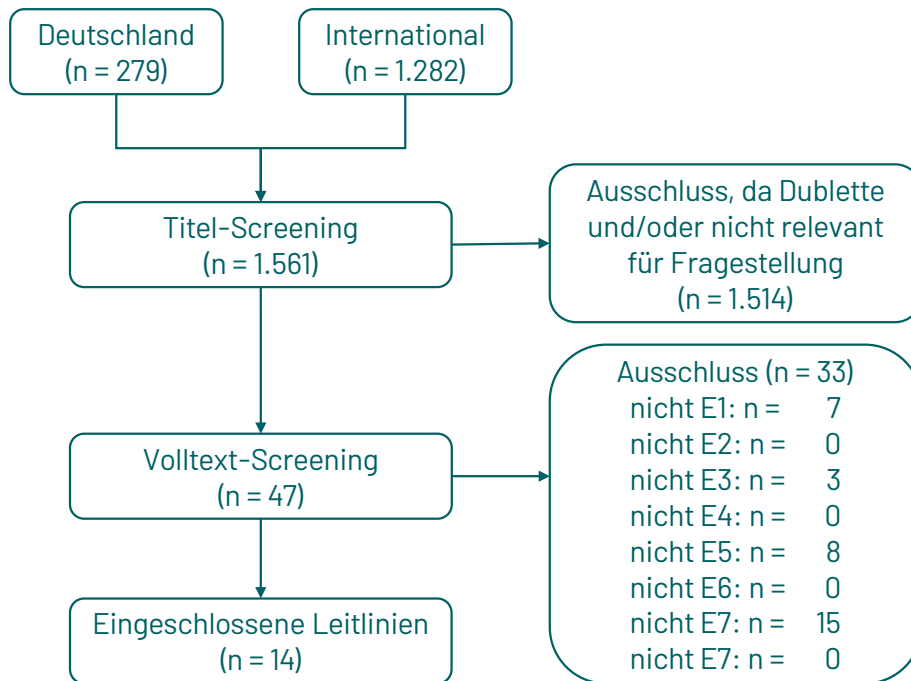 Deutschland
(n = 279)
International
(n = 1.282)
Titel-Screening
(n = 1.561)
Ausschluss, da Dublette
und/oder nicht relevant
für Fragestellung
(n = 1.514)
Volltext-Screening
(n = 47)
Ausschluss (n = 33)
nicht E1: n = 7
nicht E2: n = 0
nicht E3: n = 3
nicht E4: n = 0
nicht E5: n = 8
nicht E6: n = 0
nicht E7: n = 15
nicht E7: n = 0
Eingeschlossene Leitlinien
(n = 14)